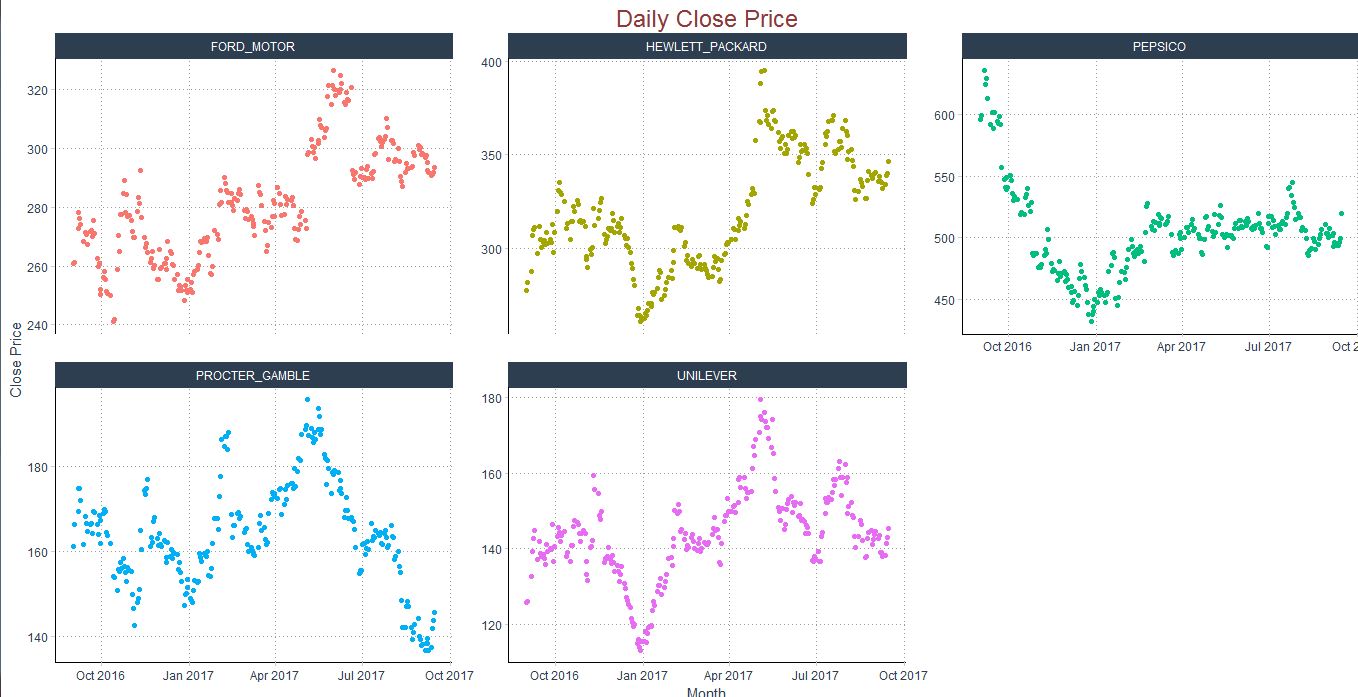 Daily Close Price
FORD_MOTOR
HEWLETT_PACKARD
PEPSICO
320
300
280
260
240
400
350
300
600
550
500
450
Oct 2016 Jan 2017 Apr 2017 Jul 2017 Oct 2
Close Price
PROCTER_GAMBLE
UNILEVER
180
160
140
180
160
140
120
Oct 2016 Jan 2017 Apr 2017 Jul 2017 Oct 2017
Oct 2016 Jan 2017 Apr 2017 Jul 2017 Oct 2017
Month